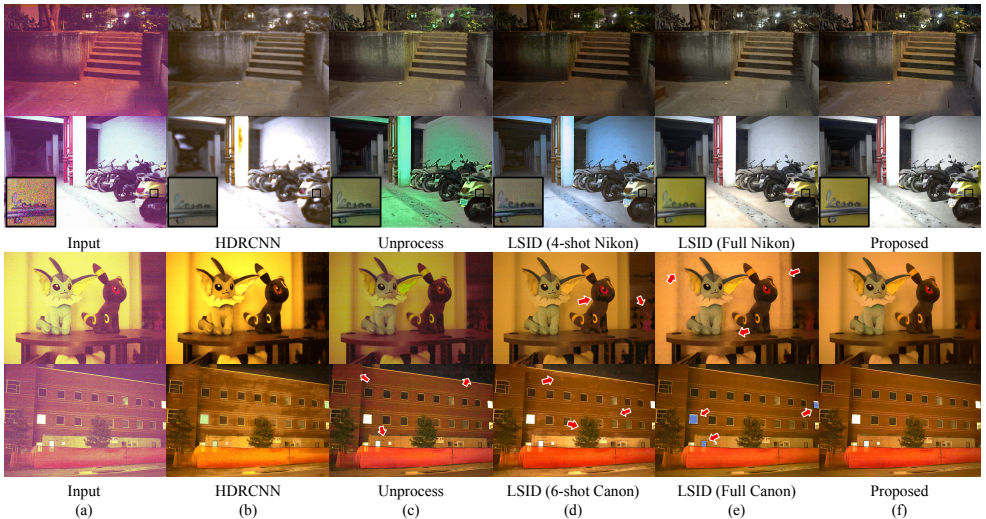 Input HDRCNN Unprocess LSID (4-shot Nikon) LSID (Full Nikon) Proposed
Input HDRCNN Unprocess LSID (6-shot Canon) LSID (Full Canon) Proposed
(a) (b) (c) (d) (e) (f)